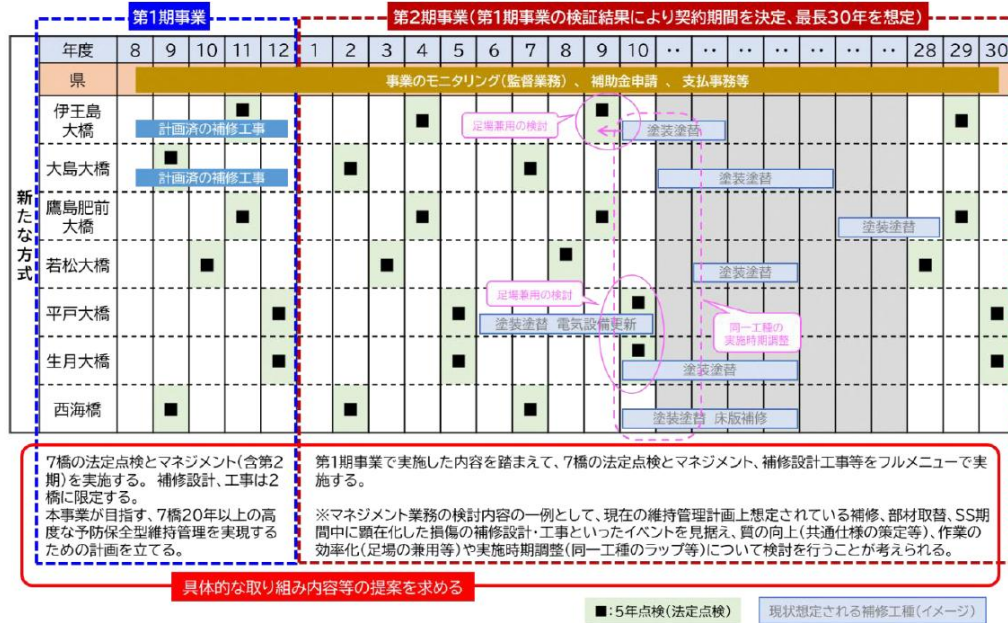 第1期事業
第2期事業(第1期事業の検証結果により契約期間を決定、最長30年を想定)
年度 8 9 10 11 12 1 2 3 4 5 6 7 8 9 10 ‥ ‥ ‥ ‥ ‥ 28 29 30
県 事業のモニタリング(監督業務)、補助金申請、支払事務等
新たな方式
伊王島
大橋
計画済の補修工事
足場兼用の検討
塗装塗替
大島大橋
計画済の補修工事
塗装塗替
鷹島肥前
大橋
塗装塗替
若松大橋
塗装塗替
足場兼用の検討
平戸大橋
塗装塗替 電気設備更新
同一工種の
実施時期調整
生月大橋
塗装塗替
西海橋
塗装塗替 床版補修
7橋の法定点検とマネジメント(含第2
期)を実施する。 補修設計、工事は2
橋に限定する。
本事業が目指す、7橋20年以上の高
度な予防保全型維持管理を実現する
ための計画を立てる。
第1期事業で実施した内容を踏まえて、7橋の法定点検とマネジメント、補修設計工事等をフルメニューで実
施する。
※マネジメント業務の検討内容の一例として、現在の維持管理計画上想定されている補修、部材取替、SS期
間中に顕在化した損傷の補修設計・工事といったイベントを見据え、質の向上(共通仕様の策定等)、作業の
効率化(足場の兼用等)や実施時期調整(同一工種のラップ等)について検討を行うことが考えられる。
具体的な取り組み内容等の提案を求める
■:5年点検(法定点検)
現状想定される補修工種(イメージ)